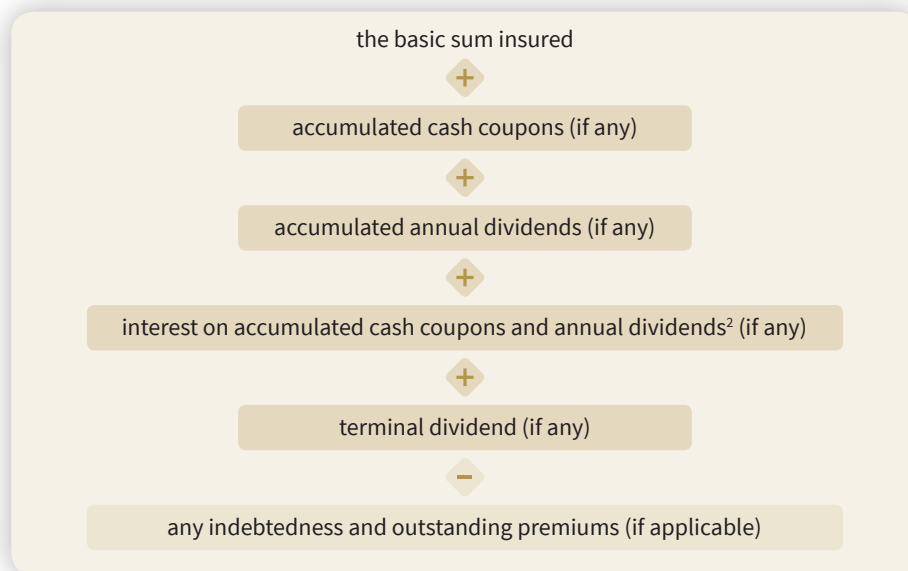 the basic sum insured
+
accumulated cash coupons (if any)
+
accumulated annual dividends (if any)
+
interest on accumulated cash coupons and annual dividends² (if any)
+
terminal dividend (if any)
−
any indebtedness and outstanding premiums (if applicable)